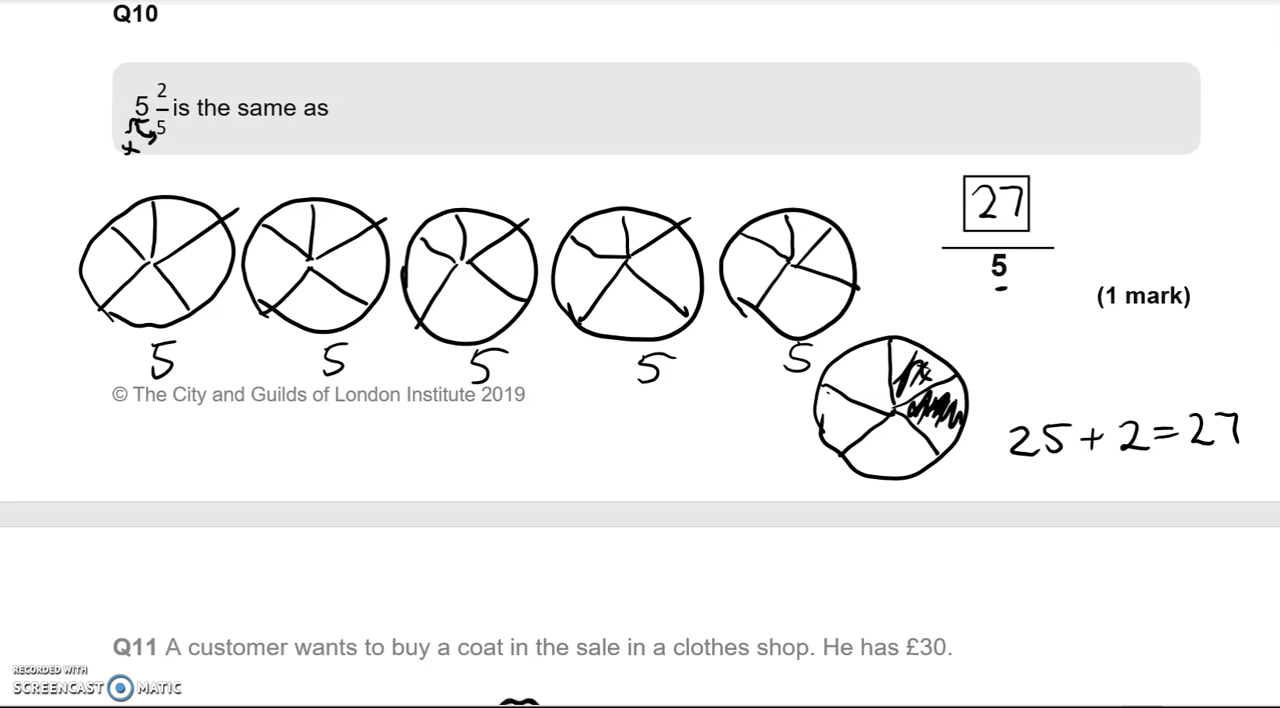 Q10
5 2/5 is the same as
×
27
5
(1 mark)
5 5 5 5 5
© The City and Guilds of London Institute 2019
25 + 2 = 27
Q11 A customer wants to buy a coat in the sale in a clothes shop. He has £30.
RECORDED WITH
SCREENCAST MATIC